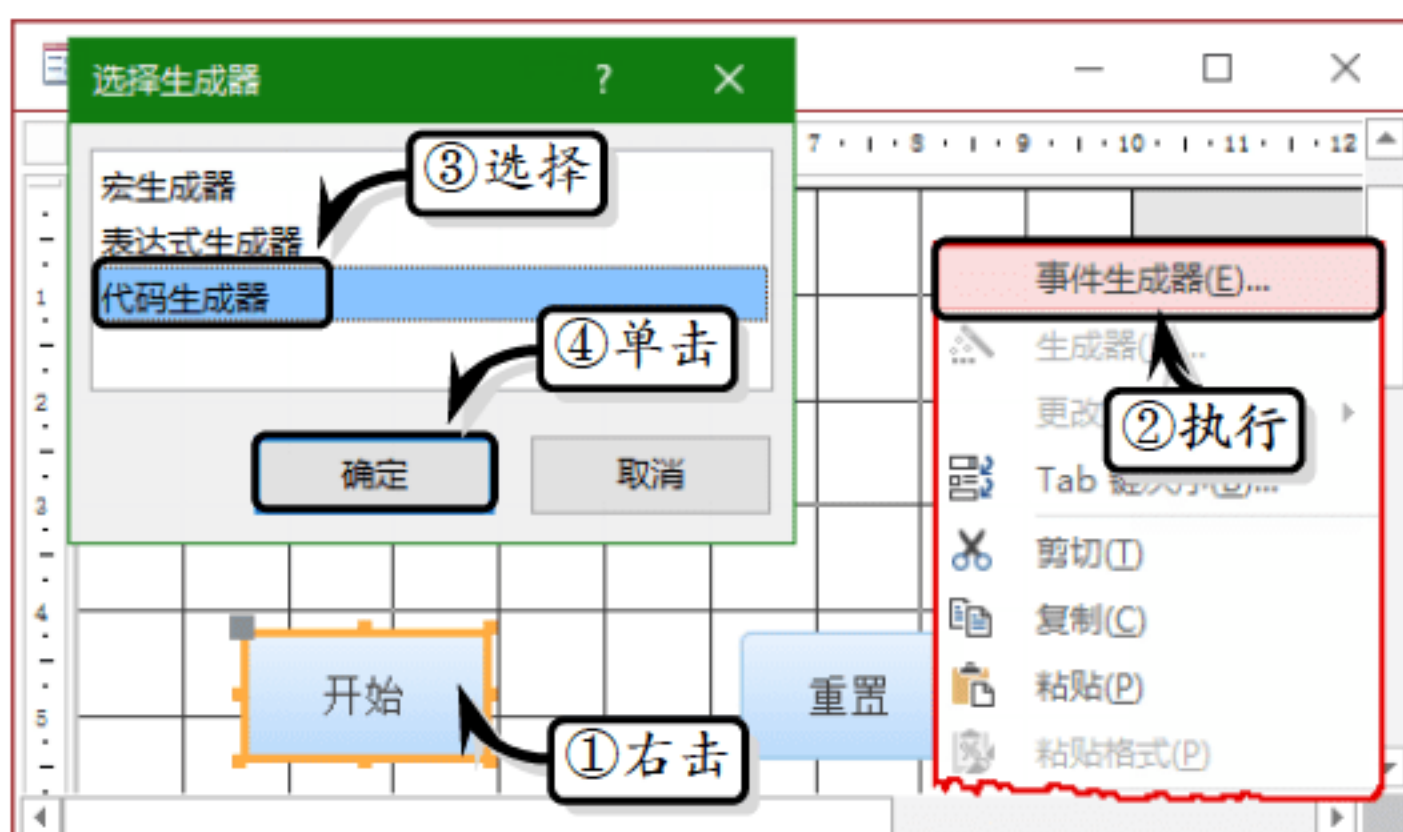 选择生成器 ? ×
7 8 9 10 11 12
宏生成器
③选择
表达式生成器
代码生成器
④单击
确定
取消
事件生成器(E)...
生成器(
更改
②执行
Tab
剪切(T)
复制(C)
粘贴(P)
粘贴格式(P)
1
2
3
4
5
开始
①右击
重置